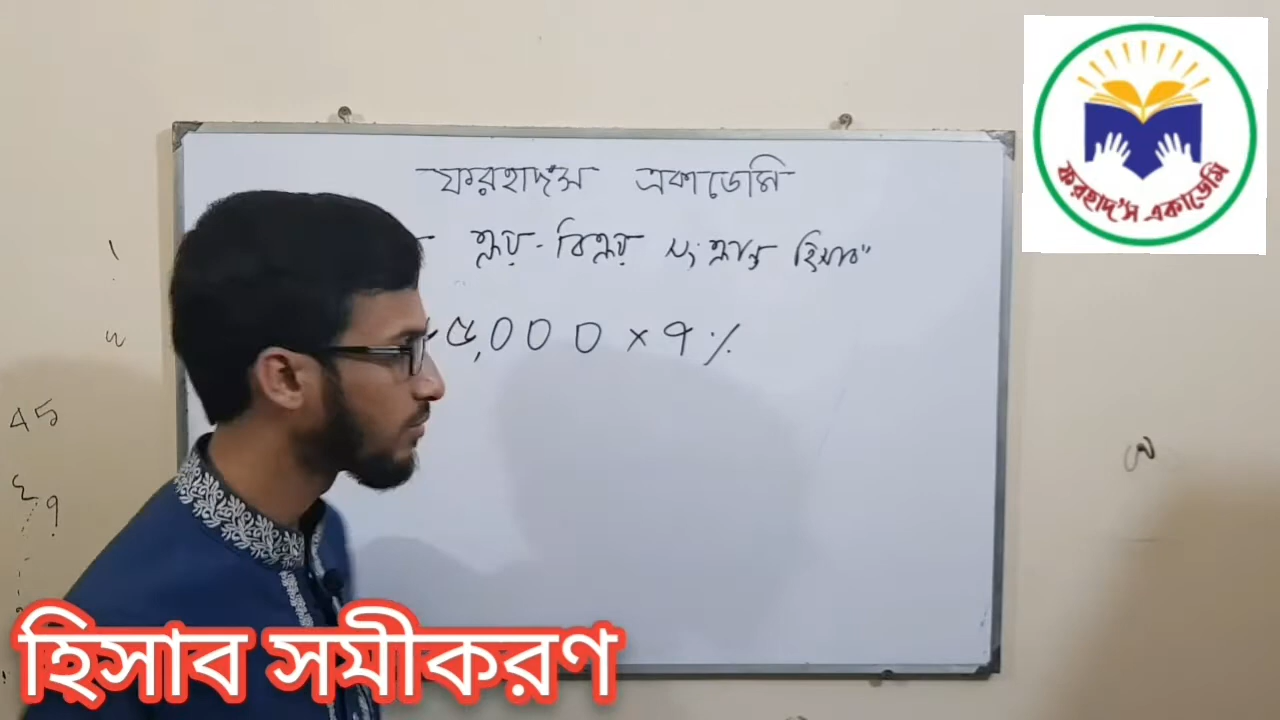 ফরহাদ'স একাডেমি
ক্রয়-বিক্রয় সংক্রান্ত হিসাব"
৫,০০০ × ৭%
ফরহাদ'স একাডেমি
হিসাব সমীকরণ